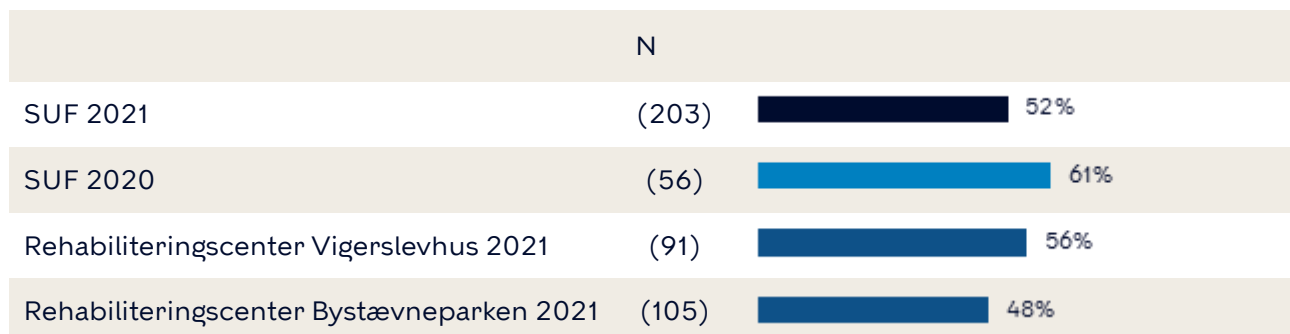 N
SUF 2021 (203) 52%
SUF 2020 (56) 61%
Rehabiliteringscenter Vigerslevhus 2021 (91) 56%
Rehabiliteringscenter Bystævneparken 2021 (105) 48%